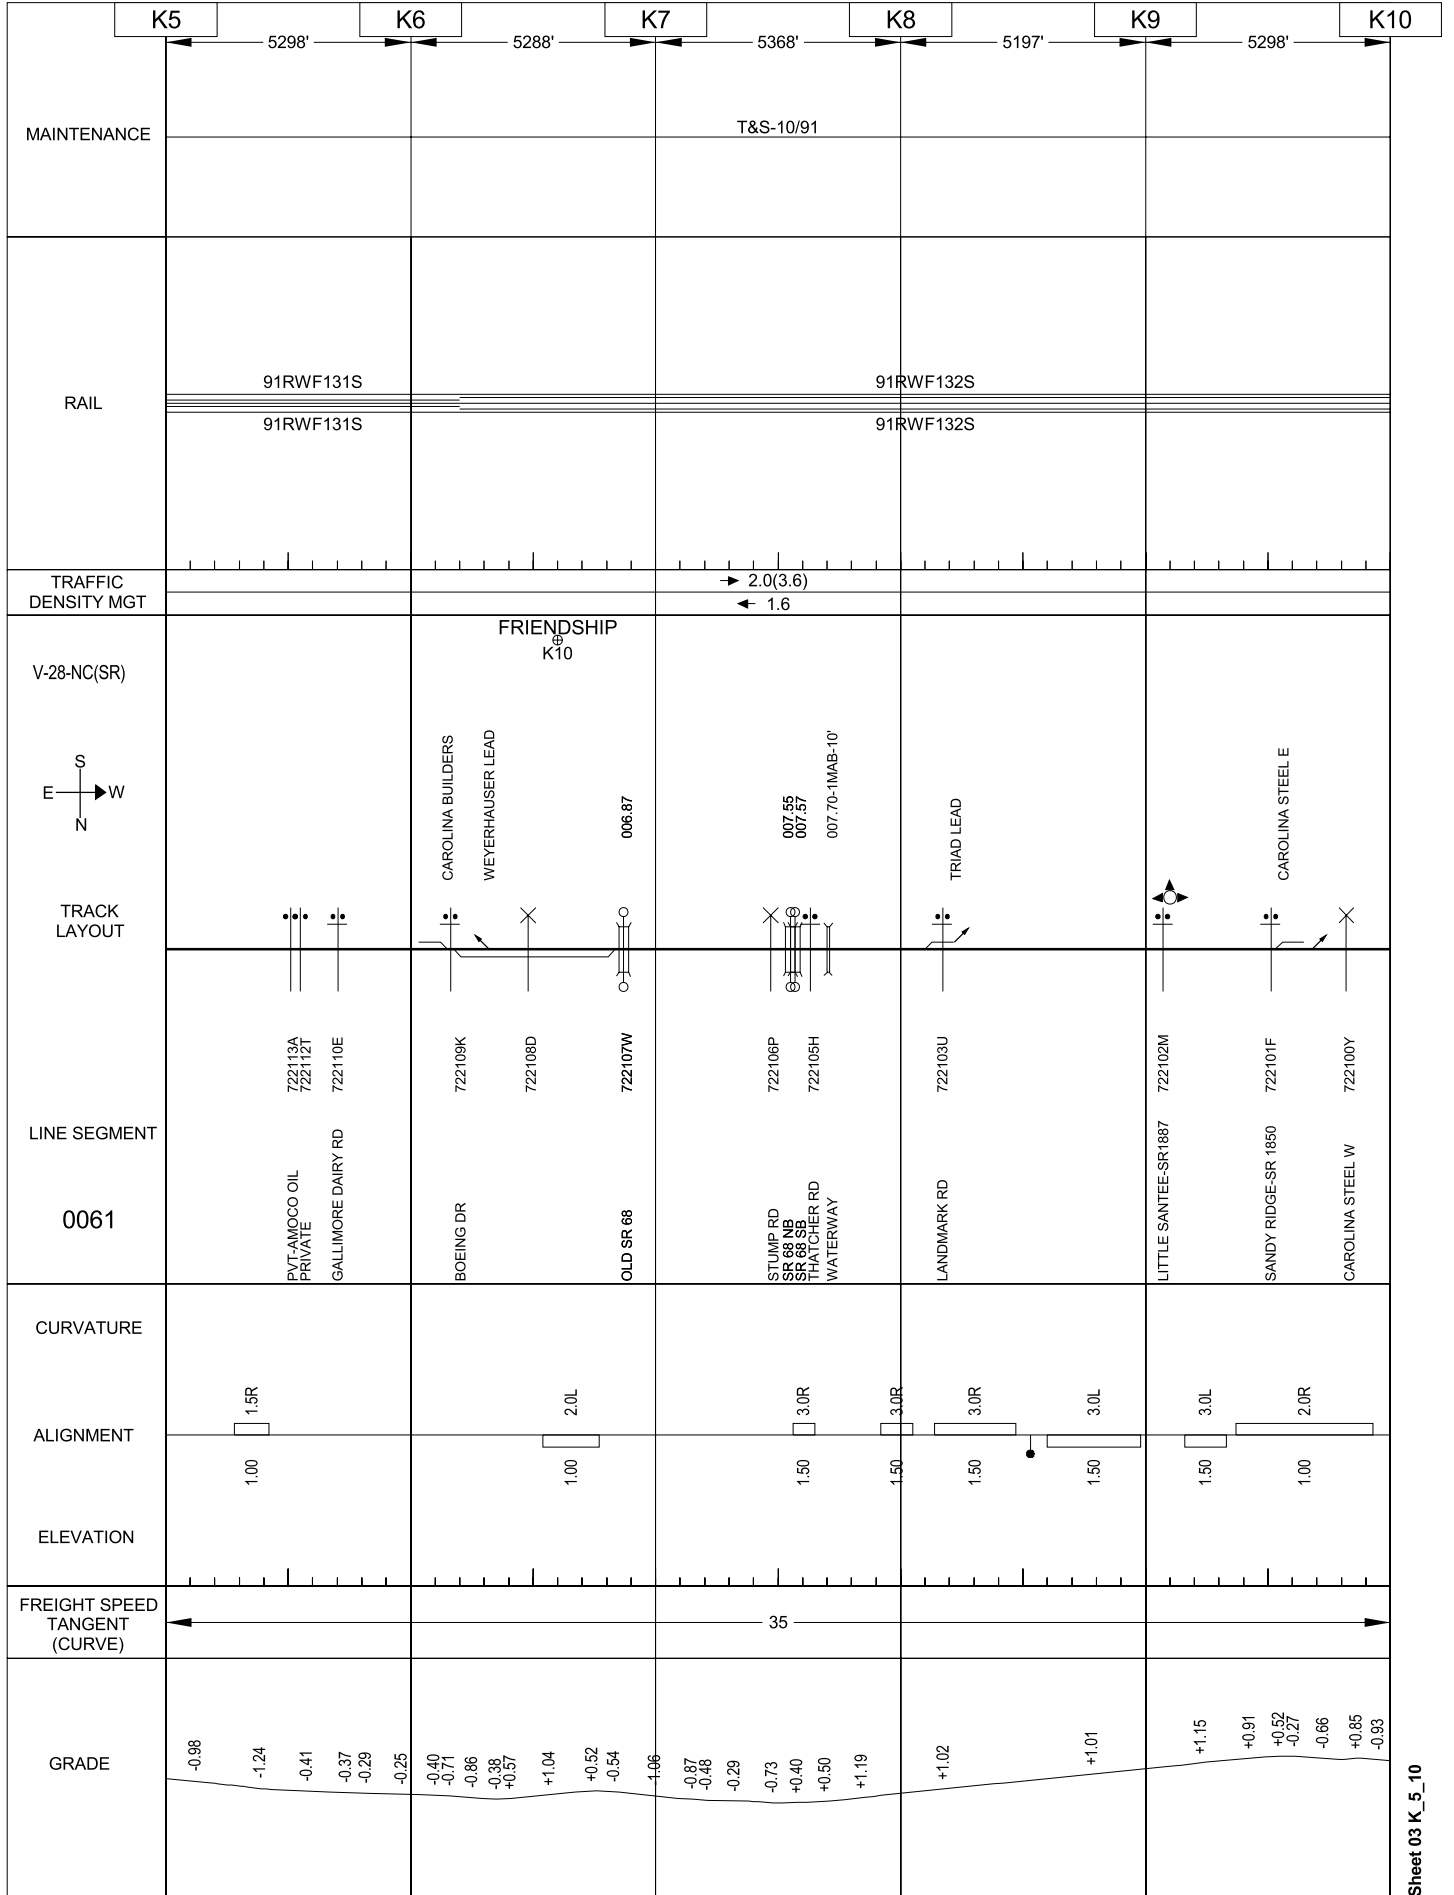 K5
K6
K7
K8
K9
K10
5298'
5288'
5368'
5197'
5298'
MAINTENANCE
T&S-10/91
RAIL
91RWF131S
91RWF132S
91RWF131S
91RWF132S
TRAFFIC
DENSITY MGT
2.0(3.6)
1.6
V-28-NC(SR)
FRIENDSHIP
K10
S
E
W
N
CAROLINA BUILDERS
WEYERHAUSER LEAD
006.87
007.55
007.57
007.70-1MAB-10'
TRIAD LEAD
CAROLINA STEEL E
TRACK
LAYOUT
722113A
722112T
722110E
722109K
722108D
722107W
722106P
722105H
722103U
722102M
722101F
722100Y
LINE SEGMENT
0061
PVT-AMOCO OIL
PRIVATE
GALLIMORE DAIRY RD
BOEING DR
OLD SR 68
STUMP RD
SR 68 NB
SR 68 SB
THATCHER RD
WATERWAY
LANDMARK RD
LITTLE SANTEE-SR1887
SANDY RIDGE-SR 1850
CAROLINA STEEL W
CURVATURE
1.5R
2.0L
3.0R
3.0R
3.0R
3.0L
3.0L
2.0R
ALIGNMENT
1.00
1.00
1.50
1.50
1.50
1.50
1.50
1.00
ELEVATION
FREIGHT SPEED
TANGENT
(CURVE)
35
GRADE
-0.98
-1.24
-0.41
-0.37
-0.29
-0.25
-0.40
-0.71
-0.86
-0.38
+0.57
+1.04
+0.52
-0.54
-1.06
-0.87
-0.48
-0.29
-0.73
+0.40
+0.50
+1.19
+1.02
+1.01
+1.15
+0.91
+0.52
-0.27
-0.66
+0.85
-0.93
Sheet 03 K_5_10